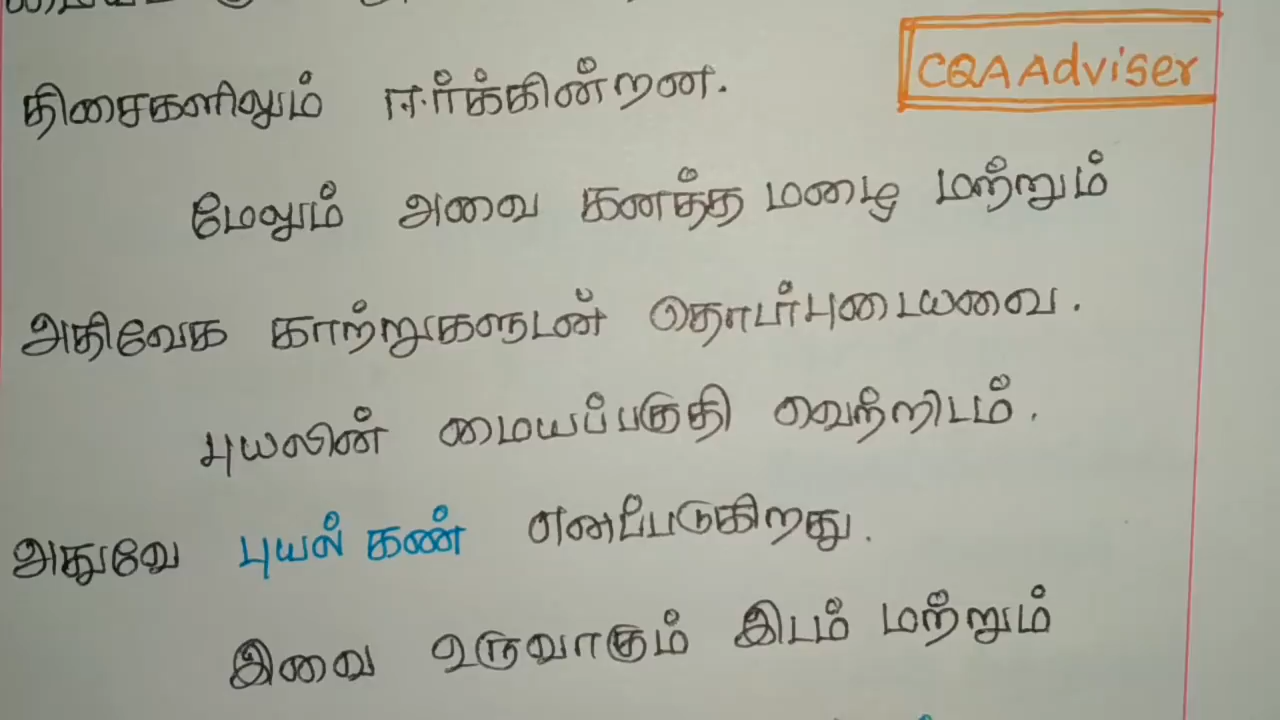 CQAAdviser
திசைகளிலும் ஈர்க்கின்றன.
மேலும் அவை கனத்த மழை மற்றும்
அதிவேக காற்றுகளுடன் தொடர்புடையவை.
புயலின் மையப்பகுதி வெற்றிடம்.
அதுவே புயல் கண் எனப்படுகிறது.
இவை உருவாகும் இடம் மற்றும்